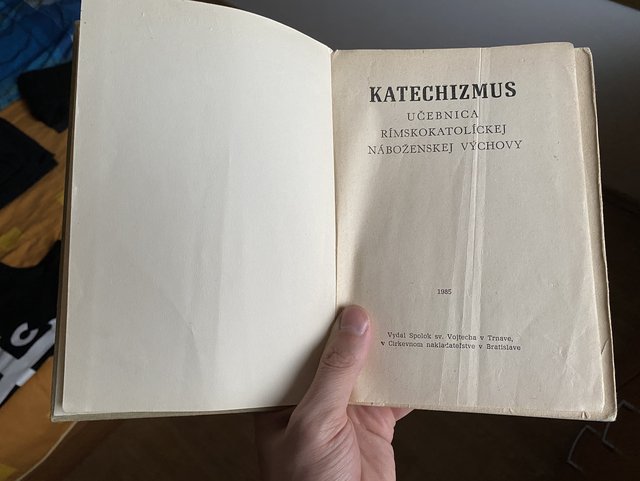 KATECHIZMUS
UČEBNICA
RÍMSKOKATOLÍCKEJ
NÁBOŽENSKEJ VÝCHOVY
1985
Vydal Spolok sv. Vojtecha v Trnave,
v Cirkevnom nakladateľstve v Bratislave